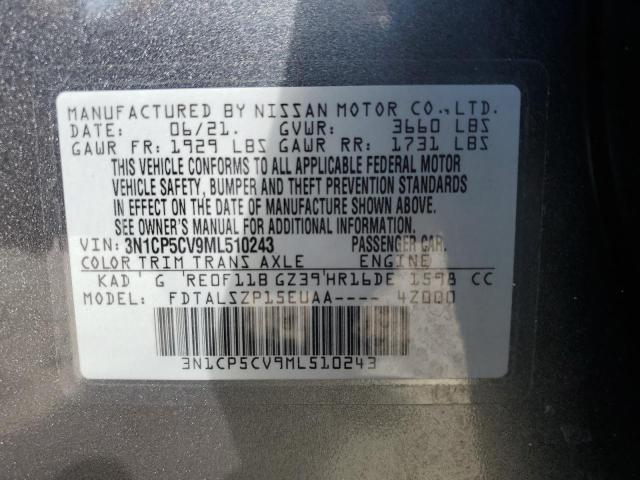 MANUFACTURED BY NISSAN MOTOR CO., LTD.
DATE: 06/21. GVWR: 3660 LBS
GAWR FR: 1929 LBS GAWR RR: 1731 LBS
THIS VEHICLE CONFORMS TO ALL APPLICABLE FEDERAL MOTOR
VEHICLE SAFETY, BUMPER AND THEFT PREVENTION STANDARDS
IN EFFECT ON THE DATE OF MANUFACTURE SHOWN ABOVE.
SEE OWNER'S MANUAL FOR ADDITIONAL INFORMATION.
VIN: 3N1CP5CV9ML510243 PASSENGER CAR.
COLOR TRIM TRANS AXLE ENGINE
KAD G RE0F11B GZ39 HR16DE 1598 CC
MODEL: FDTALSZP15EUAA---- 4Z000
3N1CP5CV9ML510243